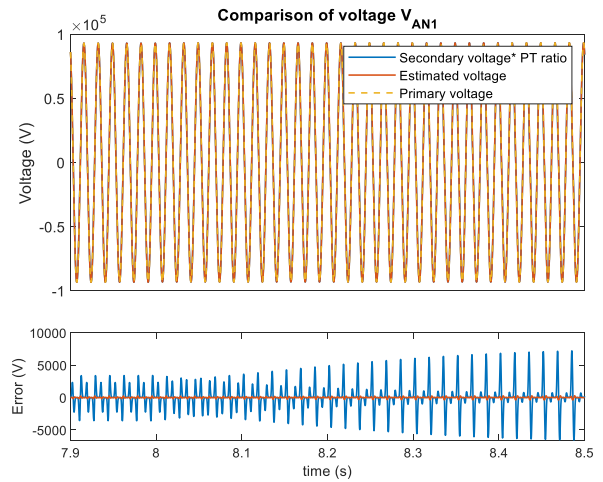 Comparison of voltage V_AN1
×10^5
1
0.5
0
-0.5
-1
Voltage (V)
Secondary voltage* PT ratio
Estimated voltage
Primary voltage
10000
5000
0
-5000
Error (V)
7.9 8 8.1 8.2 8.3 8.4 8.5
time (s)